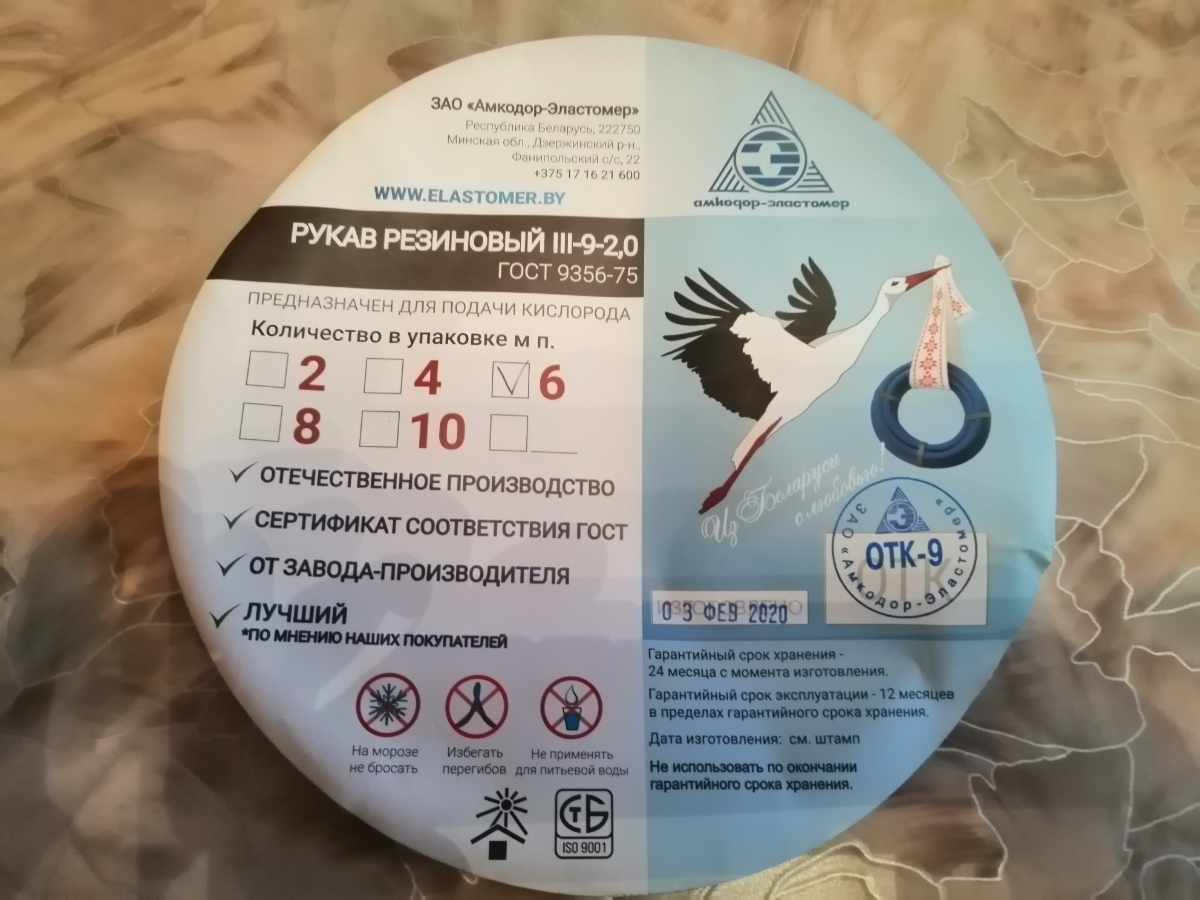 ЗАО «Амкодор-Эластомер»
Республика Беларусь, 222750
Минская обл., Дзержинский р-н.,
Фанипольский с/с, 22
+375 17 16 21 600
WWW.ELASTOMER.BY
РУКАВ РЕЗИНОВЫЙ III-9-2,0
ГОСТ 9356-75
ПРЕДНАЗНАЧЕН ДЛЯ ПОДАЧИ КИСЛОРОДА
Количество в упаковке м п.
2 4 6
8 10
ОТЕЧЕСТВЕННОЕ ПРОИЗВОДСТВО
СЕРТИФИКАТ СООТВЕТСТВИЯ ГОСТ
ОТ ЗАВОДА-ПРОИЗВОДИТЕЛЯ
ЛУЧШИЙ
*ПО МНЕНИЮ НАШИХ ПОКУПАТЕЛЕЙ
На морозе
не бросать
Избегать
перегибов
Не применять
для питьевой воды
СТБ
ISO 9001
Э
амкодор-эластомер
Из Беларуси
с любовью!
ЗАО «Амкодор-Эластомер»
Э
ОТК-9
ОТК
ИЗГОТОВЛЕНО
03 ФЕВ 2020
Гарантийный срок хранения -
24 месяца с момента изготовления.
Гарантийный срок эксплуатации - 12 месяцев
в пределах гарантийного срока хранения.
Дата изготовления: см. штамп
Не использовать по окончании
гарантийного срока хранения.